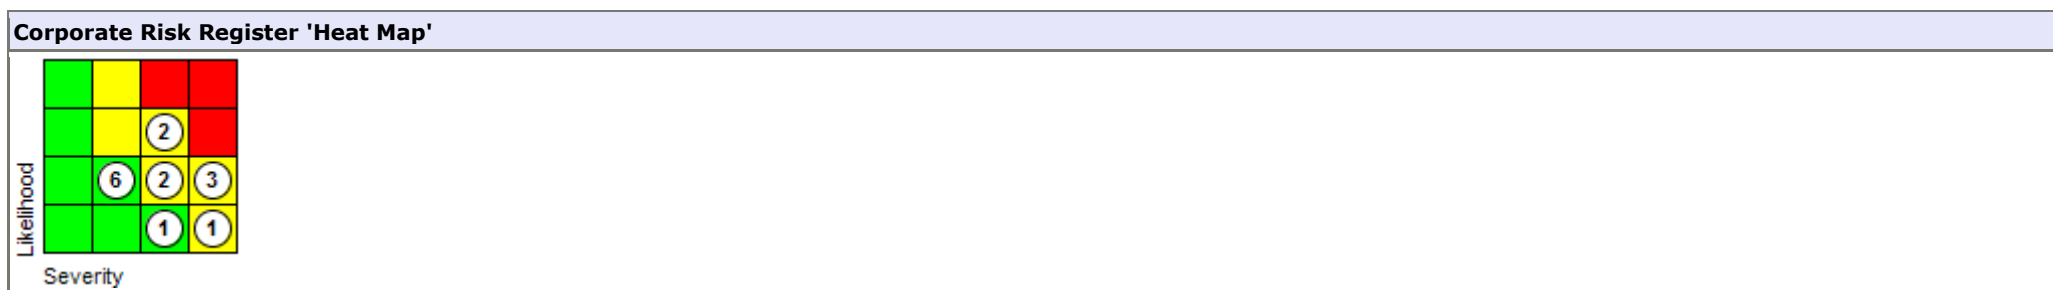 Corporate Risk Register 'Heat Map'
2
6 2 3
1 1
Likelihood
Severity